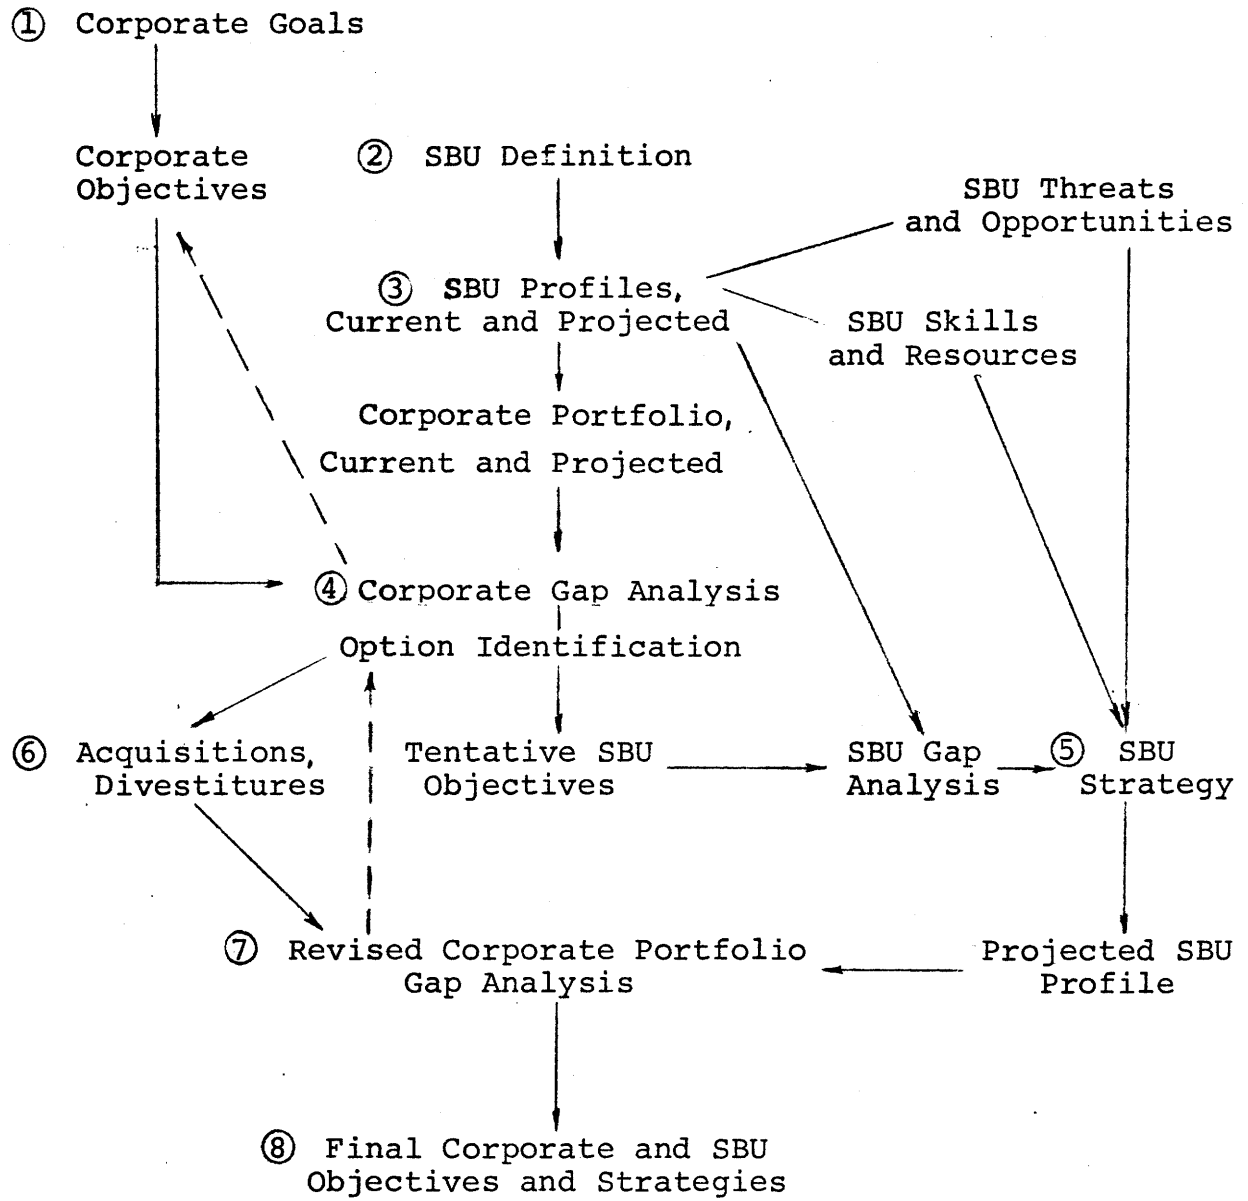 ① Corporate Goals
Corporate
Objectives
② SBU Definition
SBU Threats
and Opportunities
③ SBU Profiles,
Current and Projected
SBU Skills
and Resources
Corporate Portfolio,
Current and Projected
④ Corporate Gap Analysis
Option Identification
⑥ Acquisitions,
Divestitures
Tentative SBU
Objectives
SBU Gap
Analysis
⑤ SBU
Strategy
⑦ Revised Corporate Portfolio
Gap Analysis
Projected SBU
Profile
⑧ Final Corporate and SBU
Objectives and Strategies